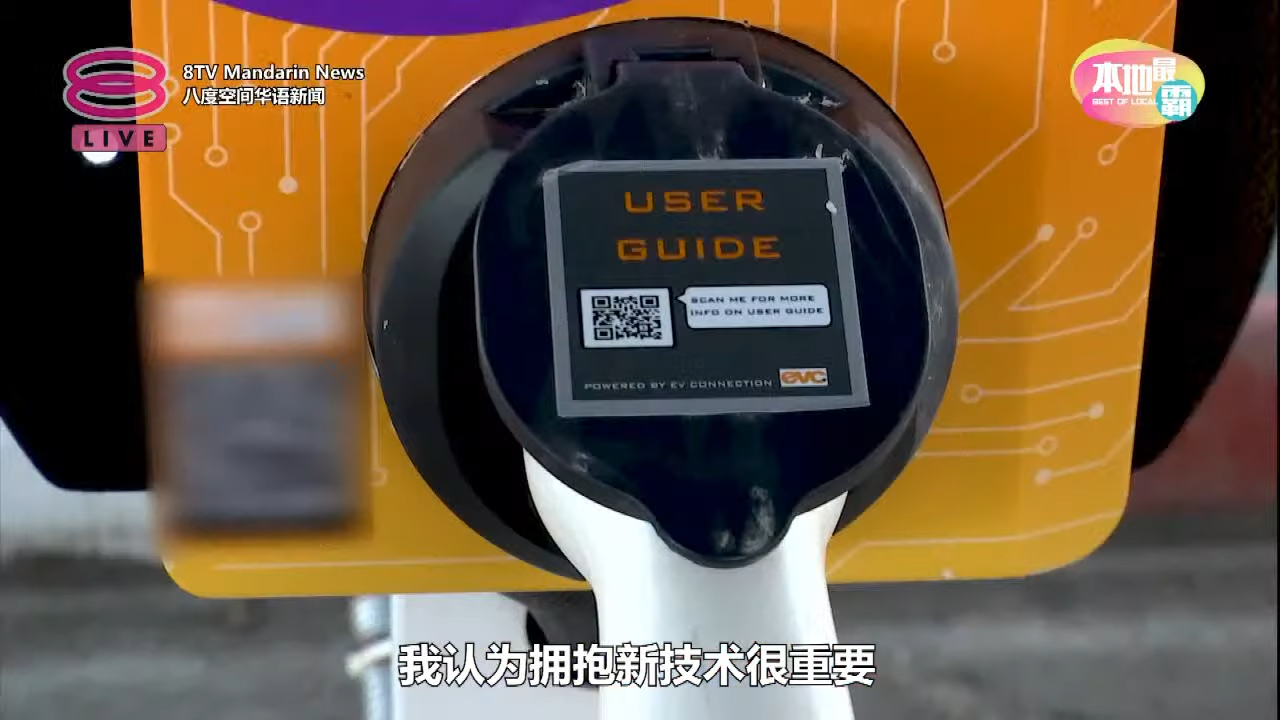 8TV Mandarin News
八度空间华语新闻
LIVE
本地最霸
BEST OF LOCAL
USER
GUIDE
SCAN ME FOR MORE
INFO ON USER GUIDE
POWERED BY EV CONNECTION
evc
我认为拥抱新技术很重要